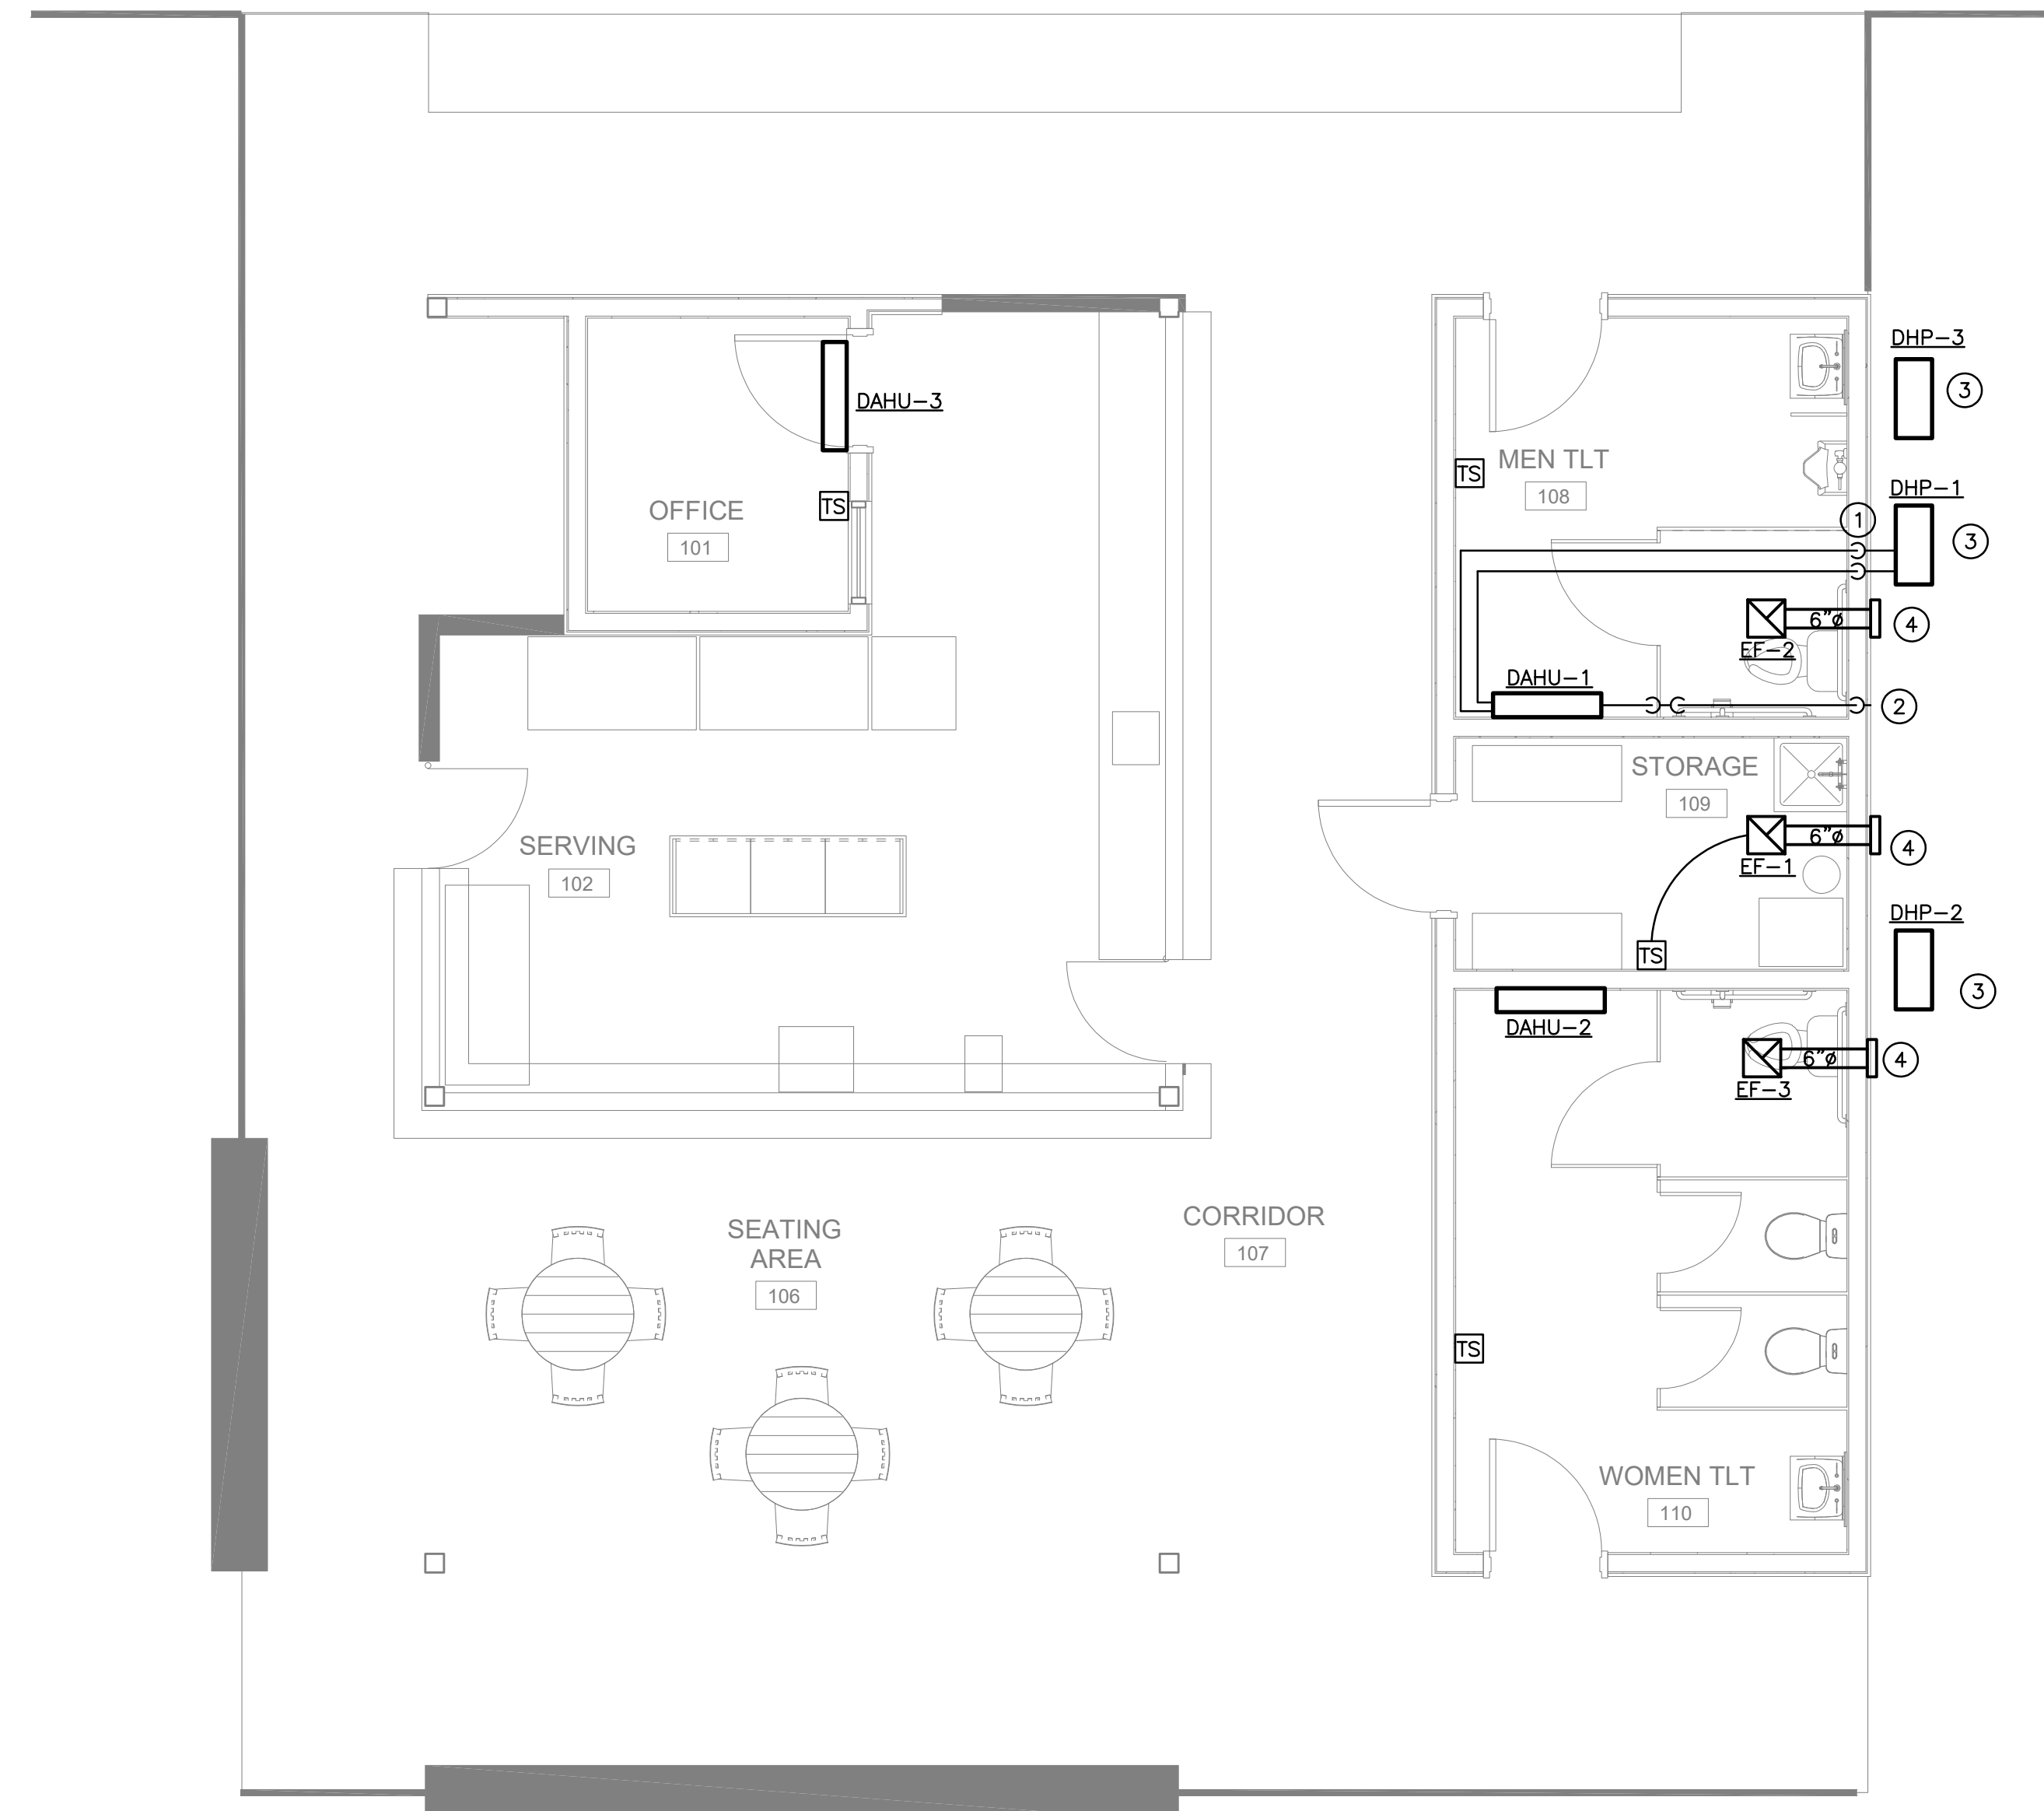 DHP-3
3
DAHU-3
MEN TLT
108
TS
DHP-1
3
1
OFFICE
101
TS
6"ø
4
EF-2
DAHU-1
2
STORAGE
109
SERVING
102
6"ø
4
EF-1
DHP-2
TS
3
DAHU-2
6"ø
4
EF-3
SEATING
AREA
106
CORRIDOR
107
TS
WOMEN TLT
110